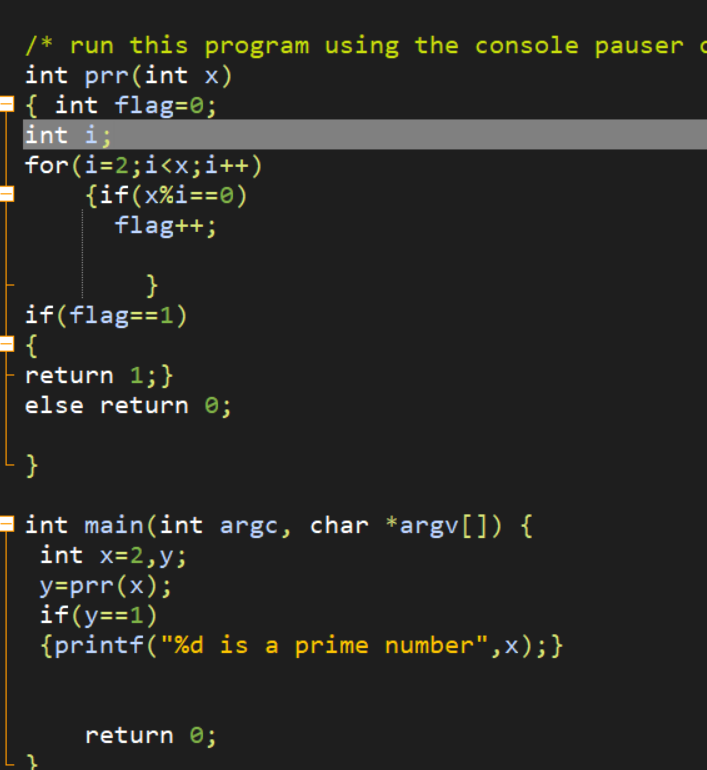 /* run this program using the console pauser
int prr(int x)
{ int flag=0;
int i;
for(i=2;i<x;i++)
{if(x%i==0)
flag++;
}
if(flag==1)
{
return 1;}
else return 0;
}
int main(int argc, char *argv[]) {
int x=2,y;
y=prr(x);
if(y==1)
{printf("%d is a prime number",x);}
return 0;
}